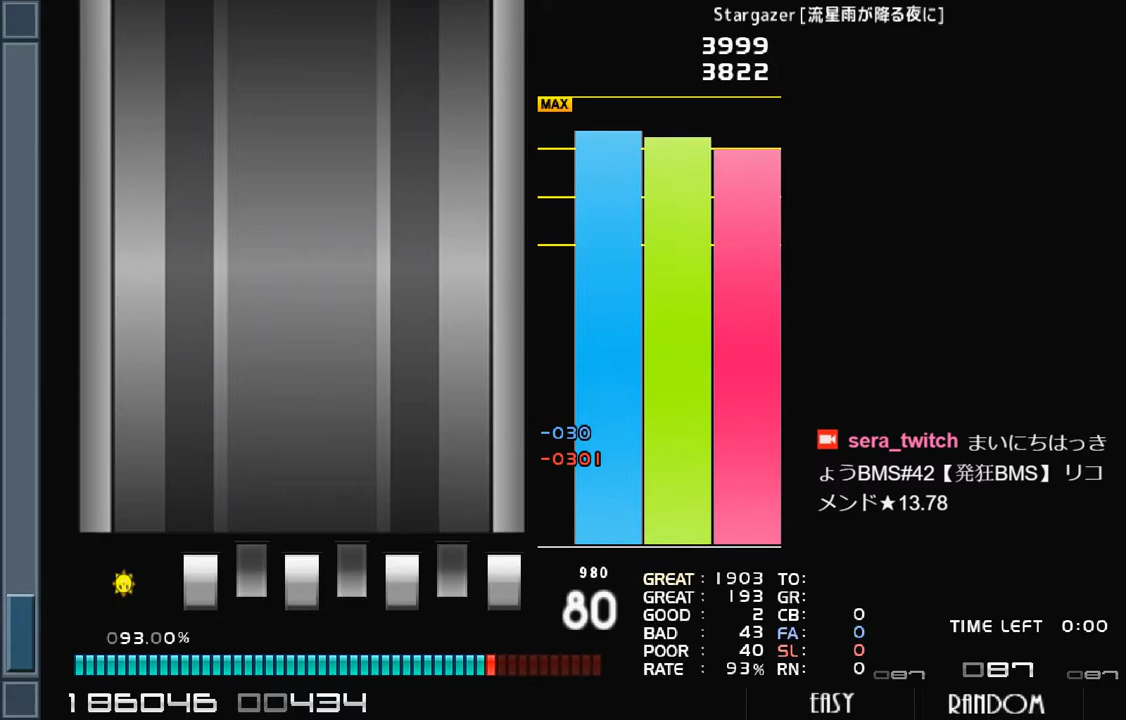 Stargazer [流星雨が降る夜に]
3999
3822
MAX
-030
-0301
sera_twitch まいにちはっき
ょうBMS#42【発狂BMS】 リコ
メンド★13.78
980
80
GREAT : 1903 TO:
GREAT : 193 GR:
GOOD : 2 CB: 0
BAD : 43 FA: 0
POOR : 40 SL: 0
RATE : 93% RN: 0
TIME LEFT 0:00
087 087 087
093.00%
186046 00434
EASY RANDOM